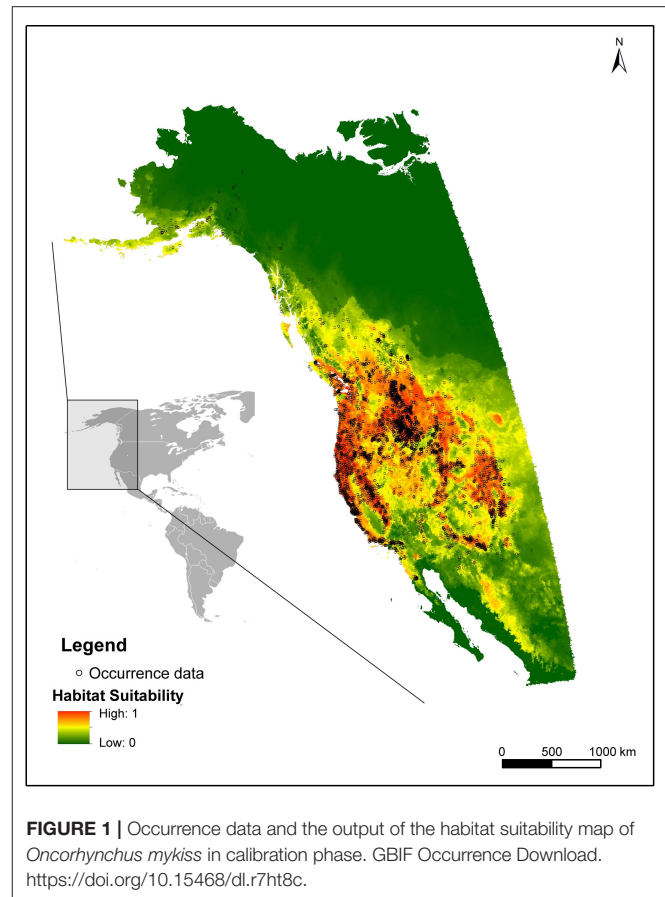 N
Legend
Occurrence data
Habitat Suitability
High: 1
Low: 0
0 500 1000 km
FIGURE 1 | Occurrence data and the output of the habitat suitability map of
Oncorhynchus mykiss in calibration phase. GBIF Occurrence Download.
https://doi.org/10.15468/dl.r7ht8c.